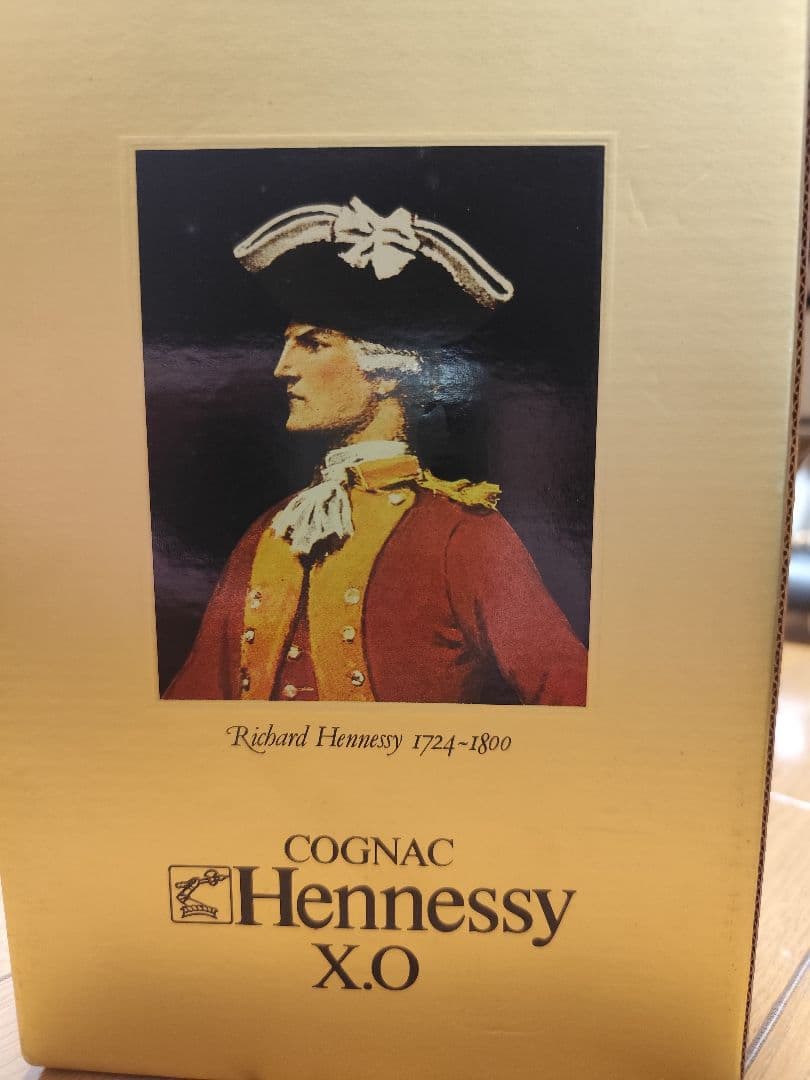 Richard Hennessy 1724~1800
COGNAC
Hennessy
X.O